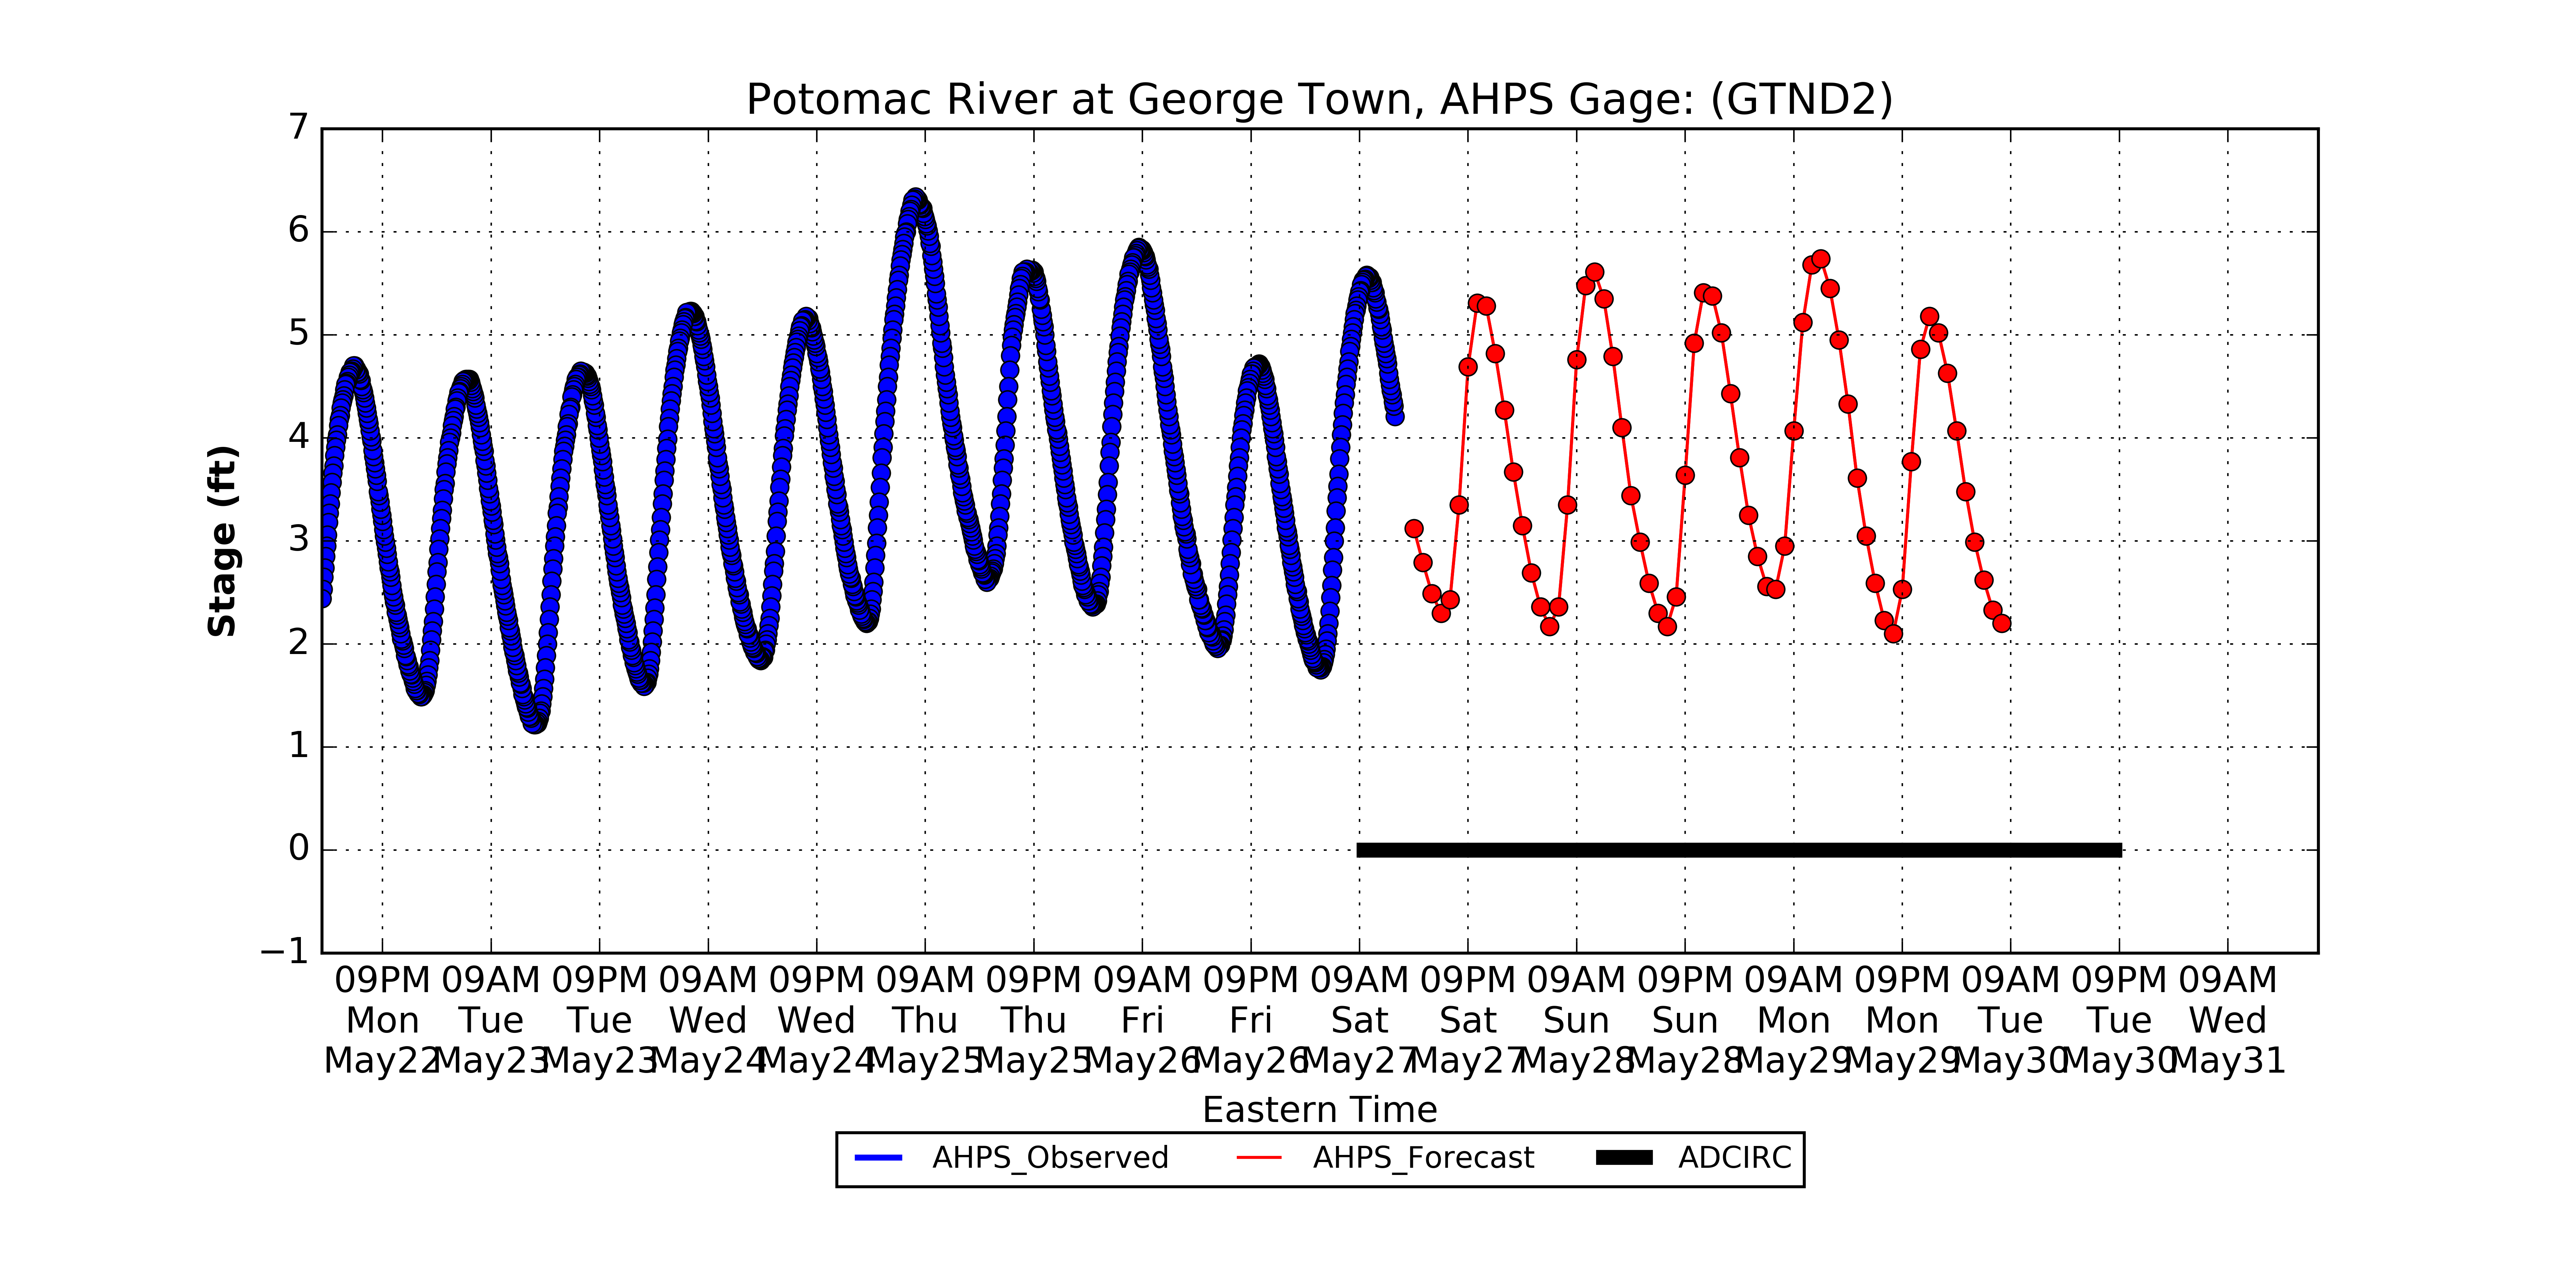 Potomac River at George Town, AHPS Gage: (GTND2)
7
6
5
4
3
2
1
0
−1
Stage (ft)
09PM 09AM 09PM 09AM 09PM 09AM 09PM 09AM 09PM 09AM 09PM 09AM 09PM 09AM 09PM 09AM 09PM 09AM
Mon Tue Tue Wed Wed Thu Thu Fri Fri Sat Sat Sun Sun Mon Mon Tue Tue Wed
May22 May23 May23 May24 May24 May25 May25 May26 May26 May27 May27 May28 May28 May29 May29 May30 May30 May31
Eastern Time
AHPS_Observed AHPS_Forecast ADCIRC